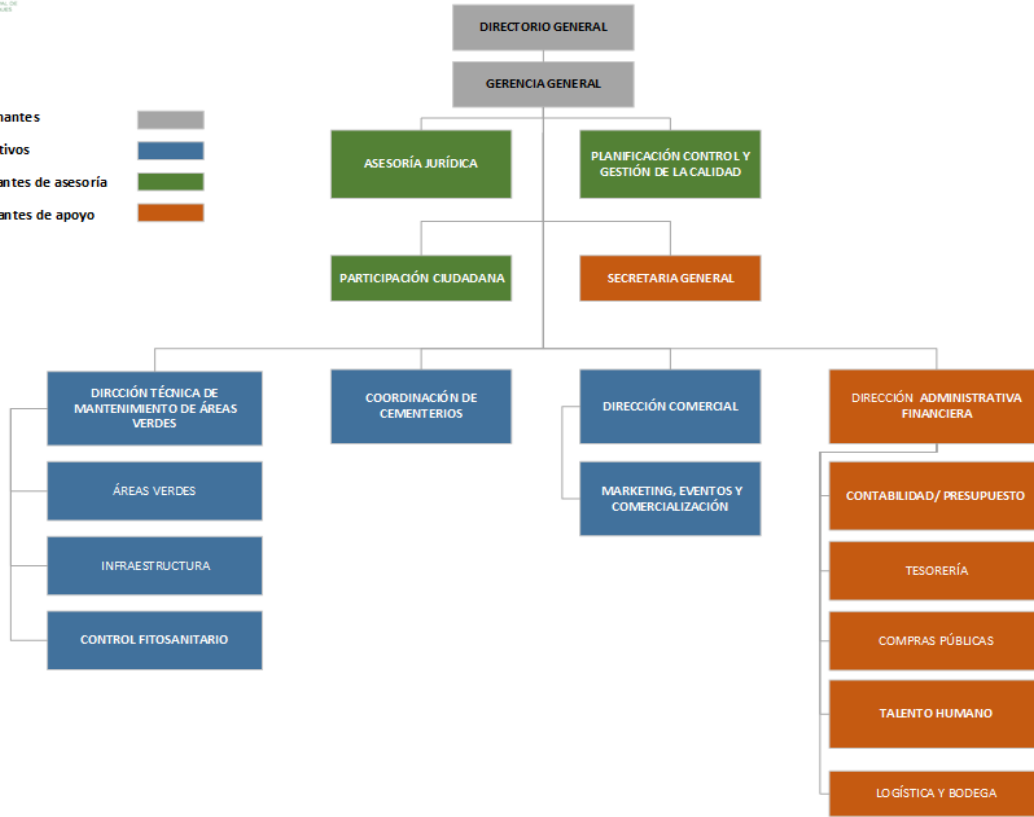 DIRECTORIO GENERAL
GERENCIA GENERAL
nantes
tivos
antes de asesoría
antes de apoyo
ASESORÍA JURÍDICA
PLANIFICACIÓN CONTROL Y
GESTIÓN DE LA CALIDAD
PARTICIPACIÓN CIUDADANA
SECRETARIA GENERAL
DIRCCIÓN TÉCNICA DE
MANTENIMIENTO DE ÁREAS
VERDES
COORDINACIÓN DE
CEMENTERIOS
DIRECCIÓN COMERCIAL
DIRECCIÓN ADMINISTRATIVA
FINANCIERA
ÁREAS VERDES
MARKETING, EVENTOS Y
COMERCIALIZACIÓN
CONTABILIDAD/ PRESUPUESTO
INFRAESTRUCTURA
TESORERÍA
CONTROL FITOSANITARIO
COMPRAS PÚBLICAS
TALENTO HUMANO
LOGÍSTICA Y BODEGA